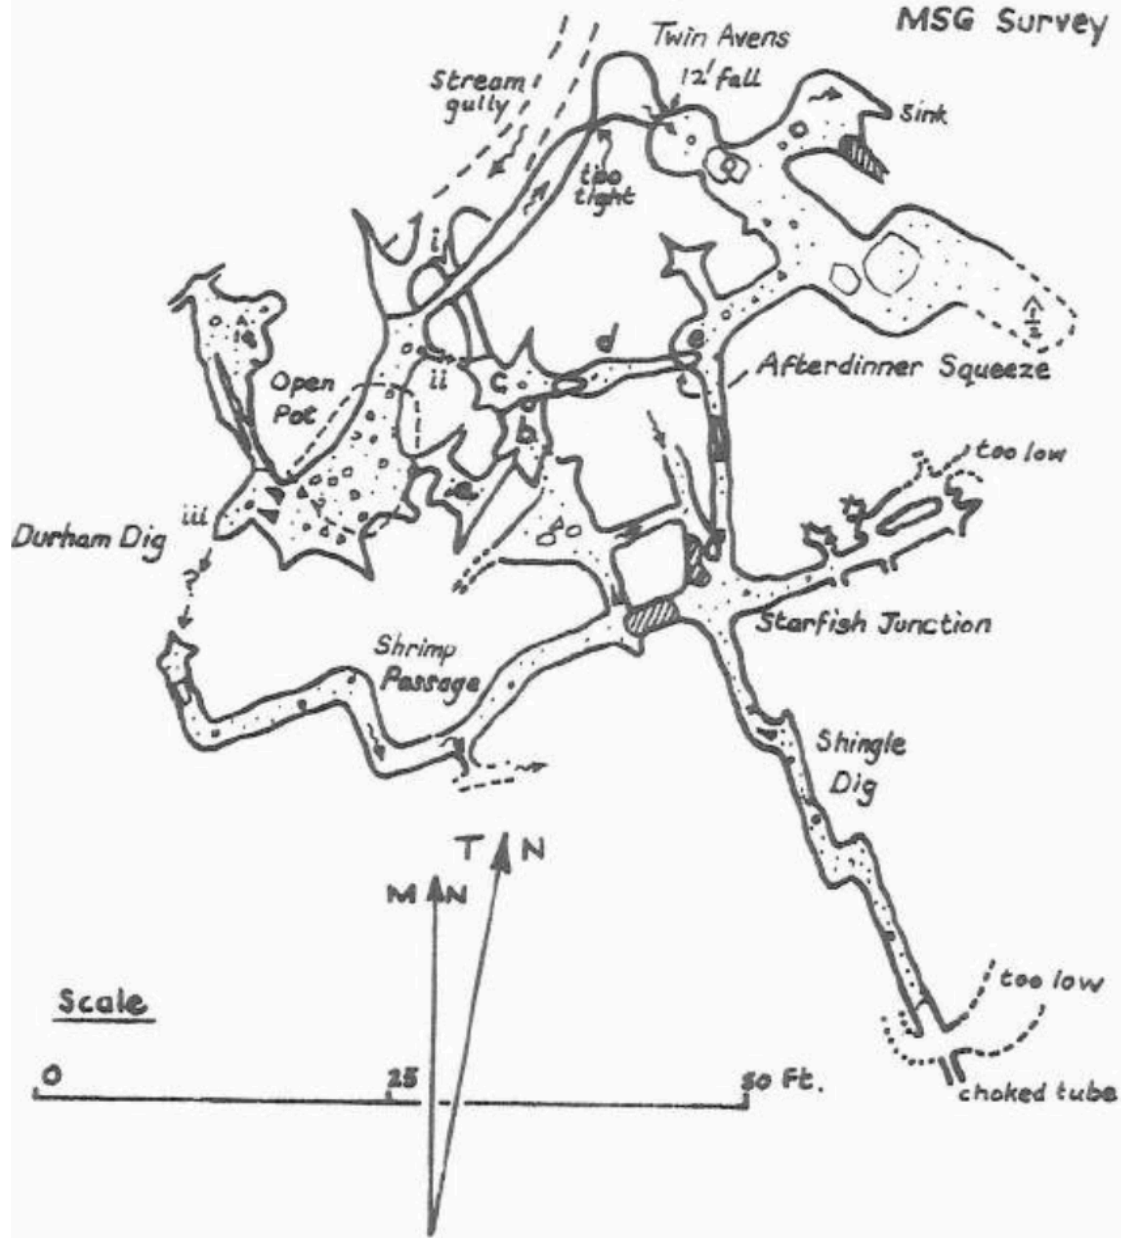 MSG Survey
Twin Avens
12' fall
Stream
gully
Sink
too
tight
i
Open
Pot
ii
c
d
e
b
a
Afterdinner Squeeze
too low
iii
Durham Dig
?
Starfish Junction
Shrimp
Passage
Shingle
Dig
T N
M N
too low
choked tube
Scale
0 25 50 Ft.